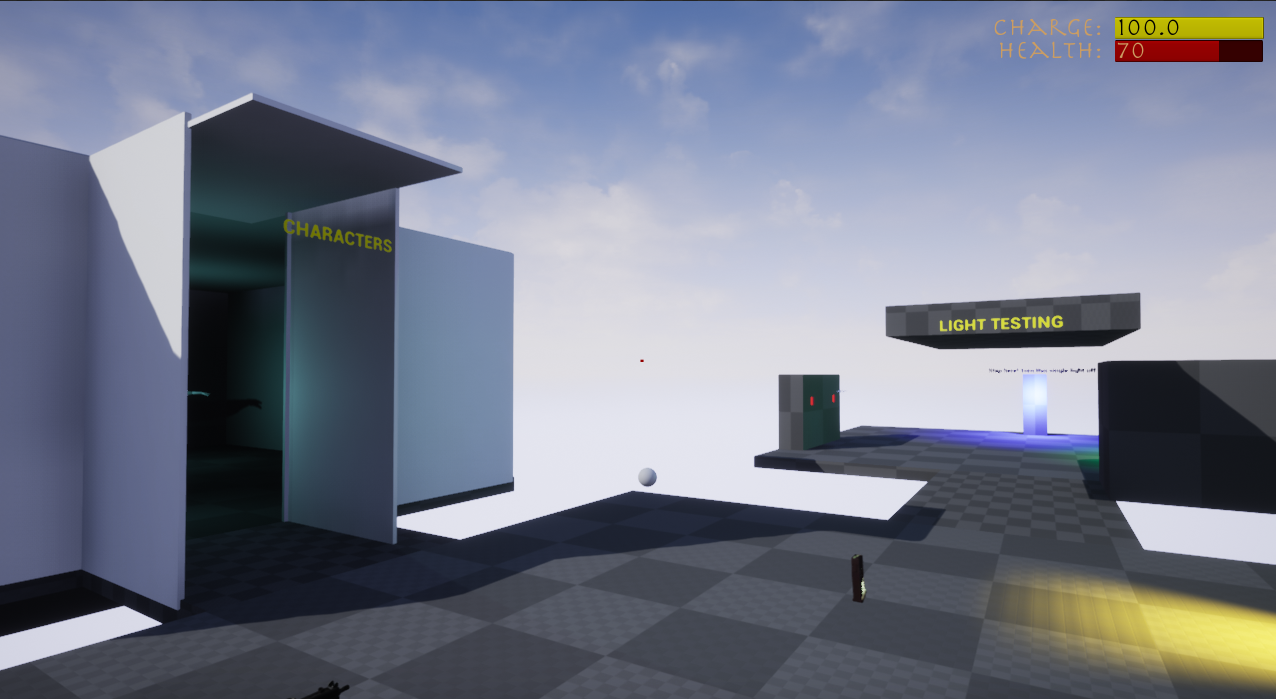 CHARGE: 100.0
HEALTH: 70
CHARACTERS
LIGHT TESTING